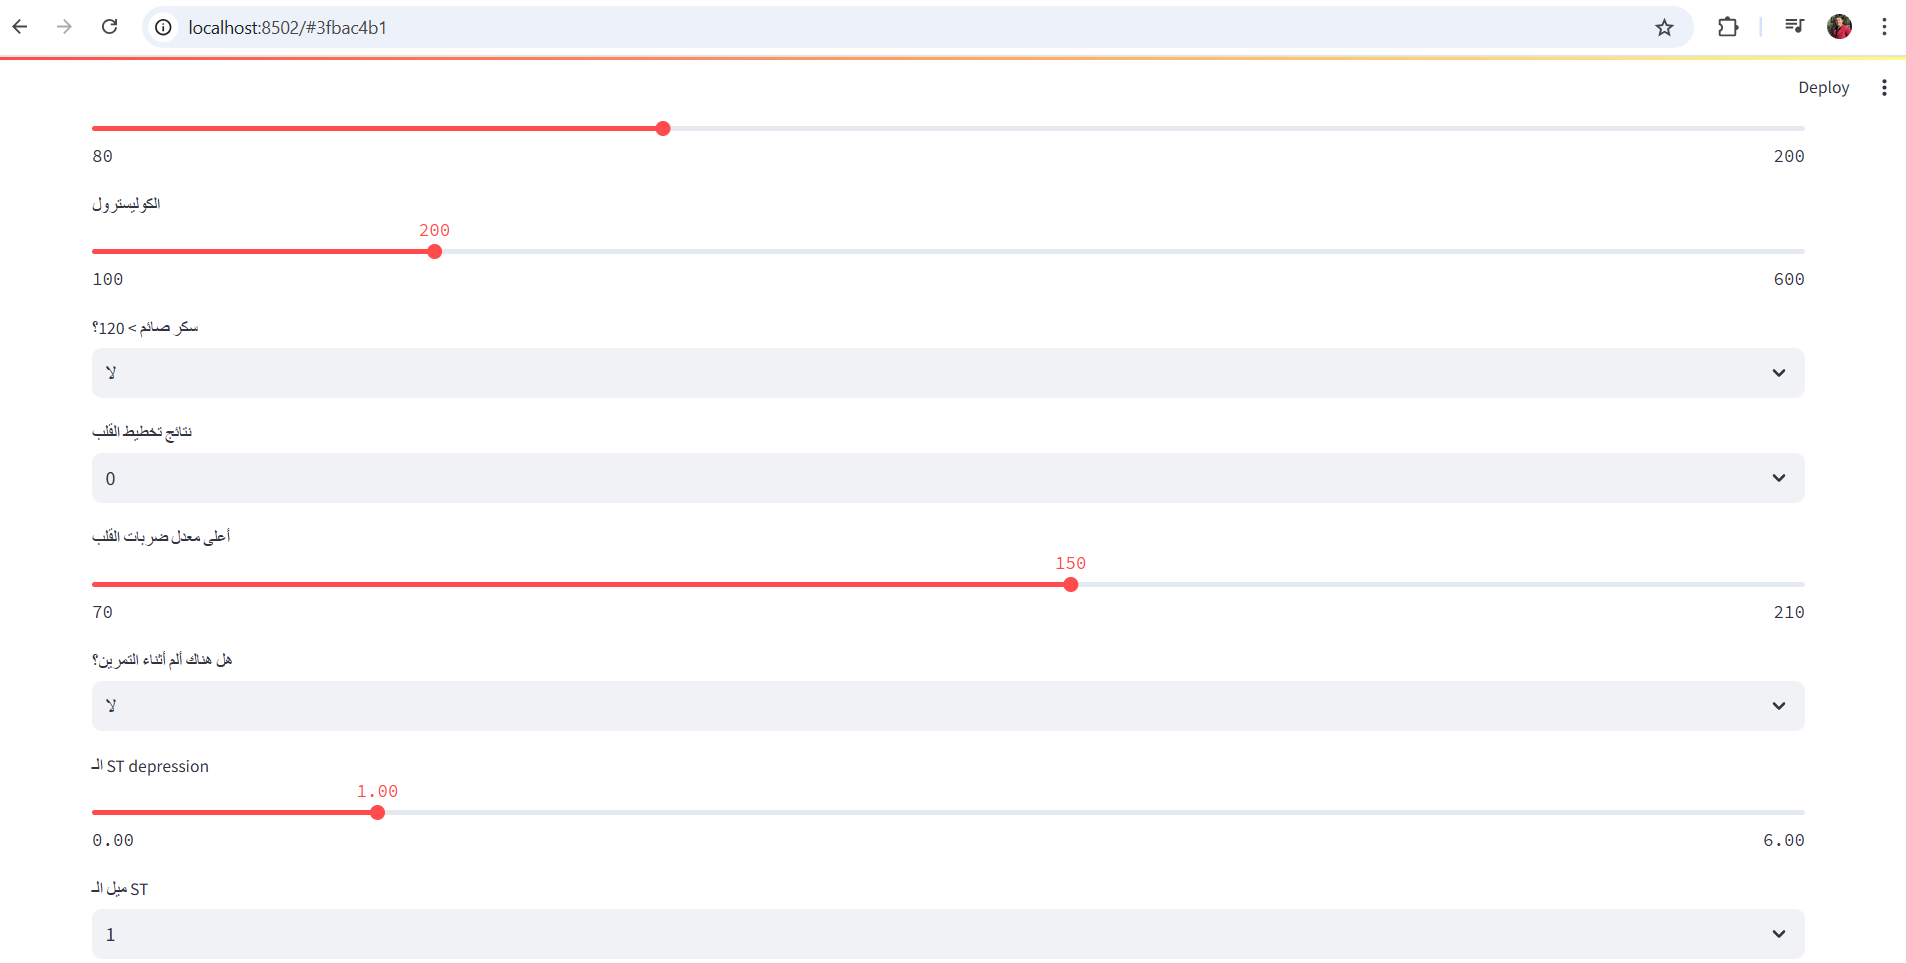 localhost:8502/#3fbac4b1
Deploy
80 200
الكوليسترول
200
100 600
سكر صائم > 120؟
لا
نتائج تخطيط القلب
0
أعلى معدل ضربات القلب
150
70 210
هل هناك ألم أثناء التمرين؟
لا
الـ ST depression
1.00
0.00 6.00
ميل الـ ST
1